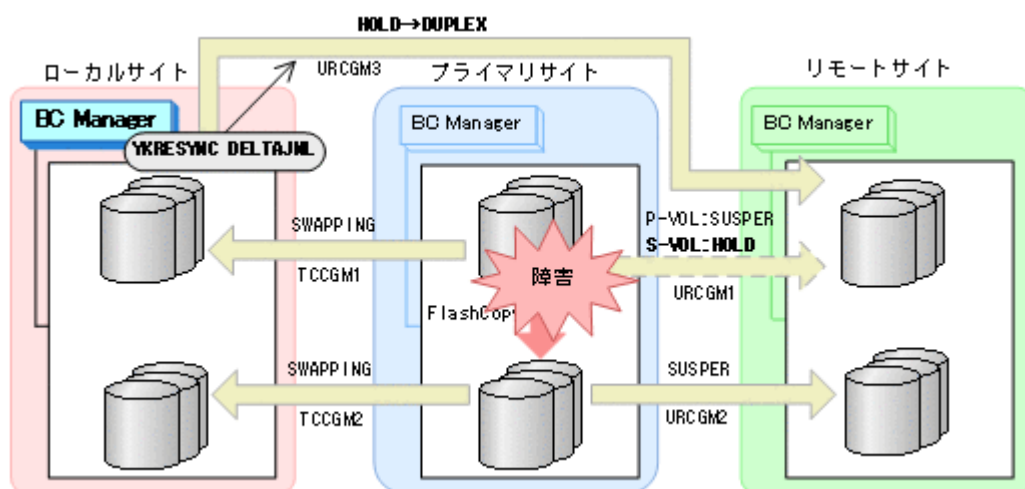 HOLD→DUPLEX
ローカルサイト
URCGM3
プライマリサイト
リモートサイト
BC Manager
BC Manager
BC Manager
YKRESYNC DELTAJNL
SWAPPING
TCCGM1
P-VOL:SUSPER
S-VOL:HOLD
障害
URCGM1
FlashCopy
SWAPPING
TCCGM2
SUSPER
URCGM2